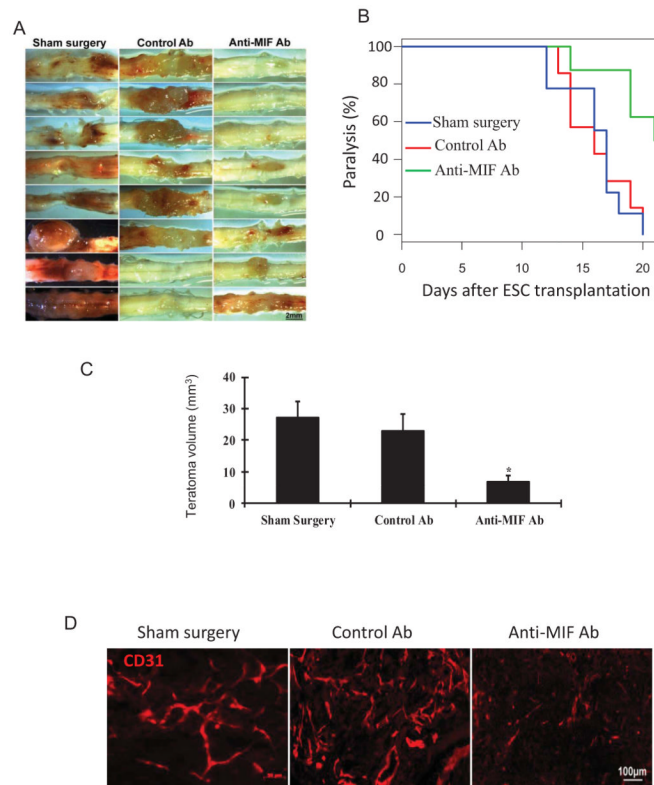 A
Sham surgery Control Ab Anti-MIF Ab
2mm
B
100
80
60
40
20
0
Paralysis (%)
Sham surgery
Control Ab
Anti-MIF Ab
0 5 10 15 20
Days after ESC transplantation
C
40
30
20
10
0
Teratoma volume (mm³)
*
Sham Surgery Control Ab Anti-MIF Ab
D
Sham surgery Control Ab Anti-MIF Ab
CD31
100µm